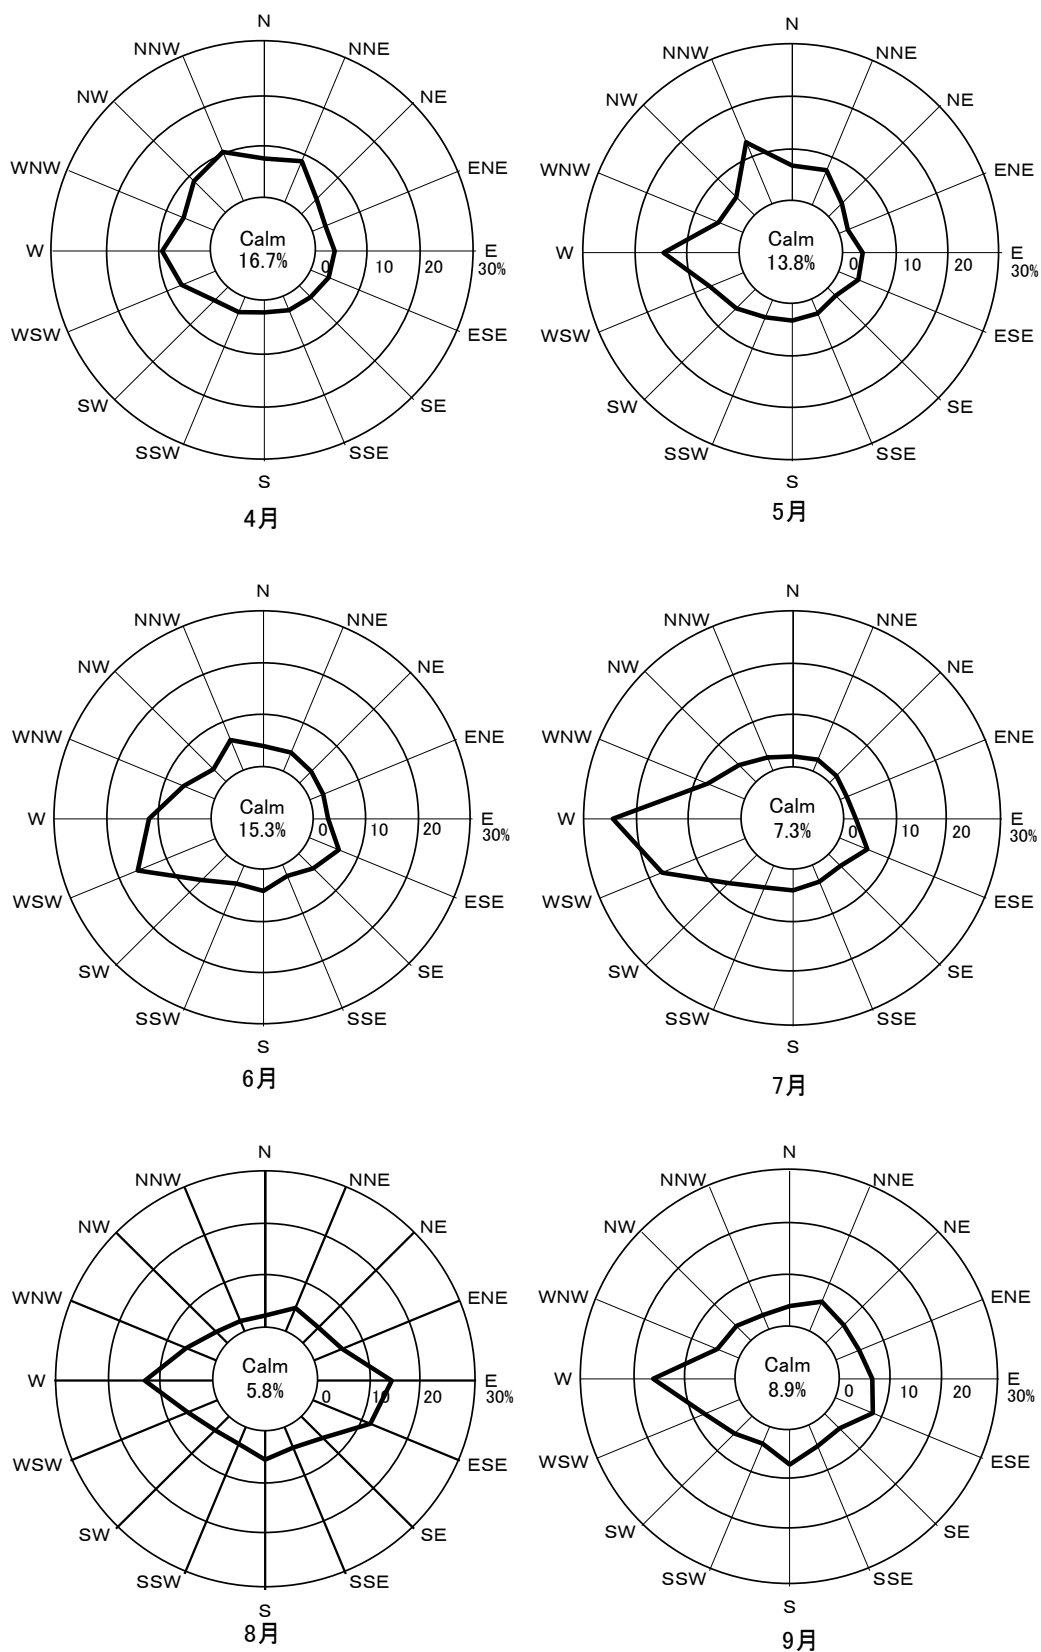 N
NNW NNE
NW NE
WNW ENE
Calm
16.7%
W 0 10 20 E
30%
WSW ESE
SW SE
SSW SSE
S
4月
N
NNW NNE
NW NE
WNW ENE
Calm
13.8%
W 0 10 20 E
30%
WSW ESE
SW SE
SSW SSE
S
5月
N
NNW NNE
NW NE
WNW ENE
Calm
15.3%
W 0 10 20 E
30%
WSW ESE
SW SE
SSW SSE
S
6月
N
NNW NNE
NW NE
WNW ENE
Calm
7.3%
W 0 10 20 E
30%
WSW ESE
SW SE
SSW SSE
S
7月
N
NNW NNE
NW NE
WNW ENE
Calm
5.8%
W 0 10 20 E
30%
WSW ESE
SW SE
SSW SSE
S
8月
N
NNW NNE
NW NE
WNW ENE
Calm
8.9%
W 0 10 20 E
30%
WSW ESE
SW SE
SSW SSE
S
9月